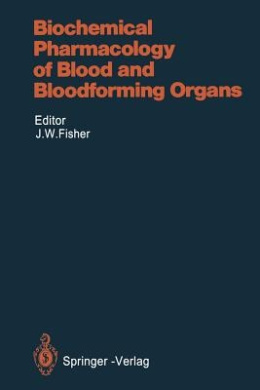 Biochemical
Pharmacology
of Blood and
Bloodforming Organs
Editor
J.W.Fisher
Springer -Verlag